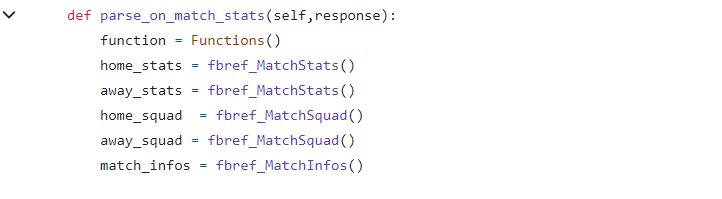 def parse_on_match_stats(self,response):
function = Functions()
home_stats = fbref_MatchStats()
away_stats = fbref_MatchStats()
home_squad  = fbref_MatchSquad()
away_squad = fbref_MatchSquad()
match_infos = fbref_MatchInfos()